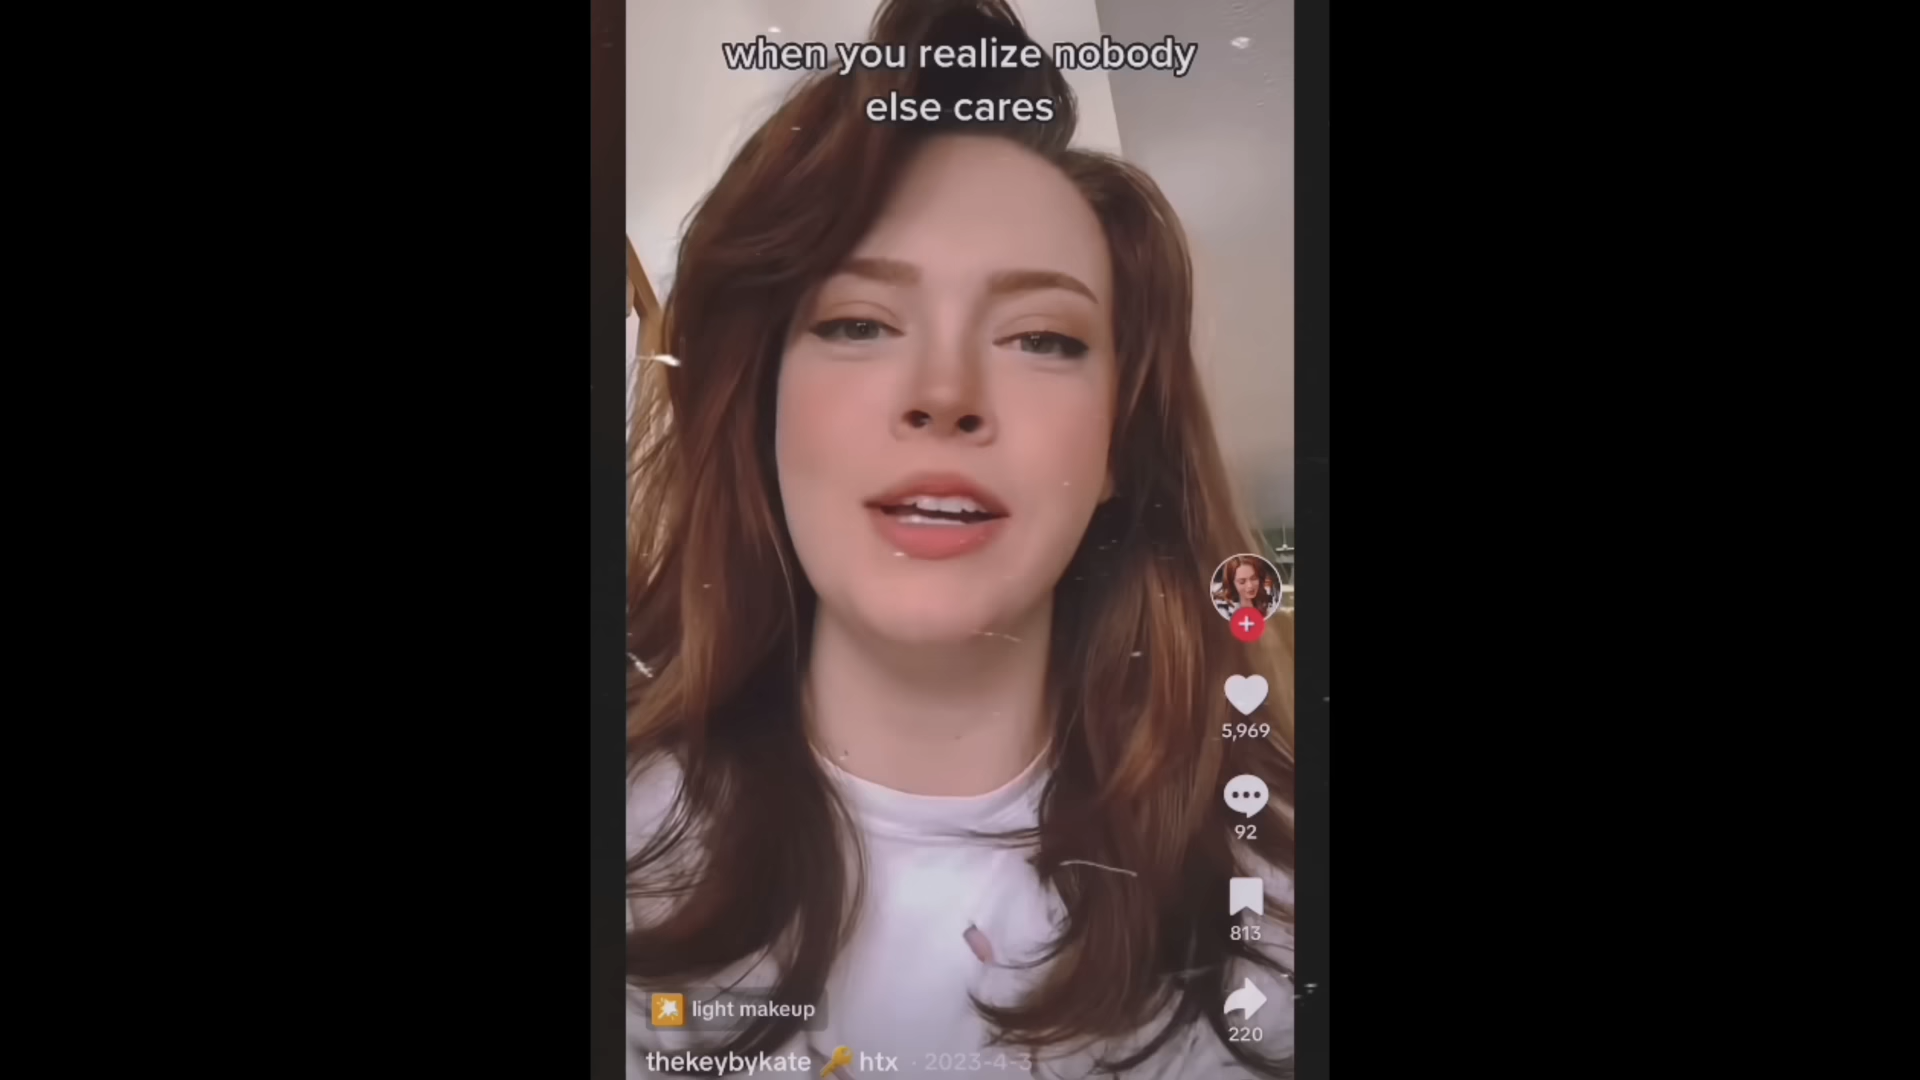 when you realize nobody
else cares
5,969
92
813
220
light makeup
thekeybykate 🔑 htx · 2023-4-3